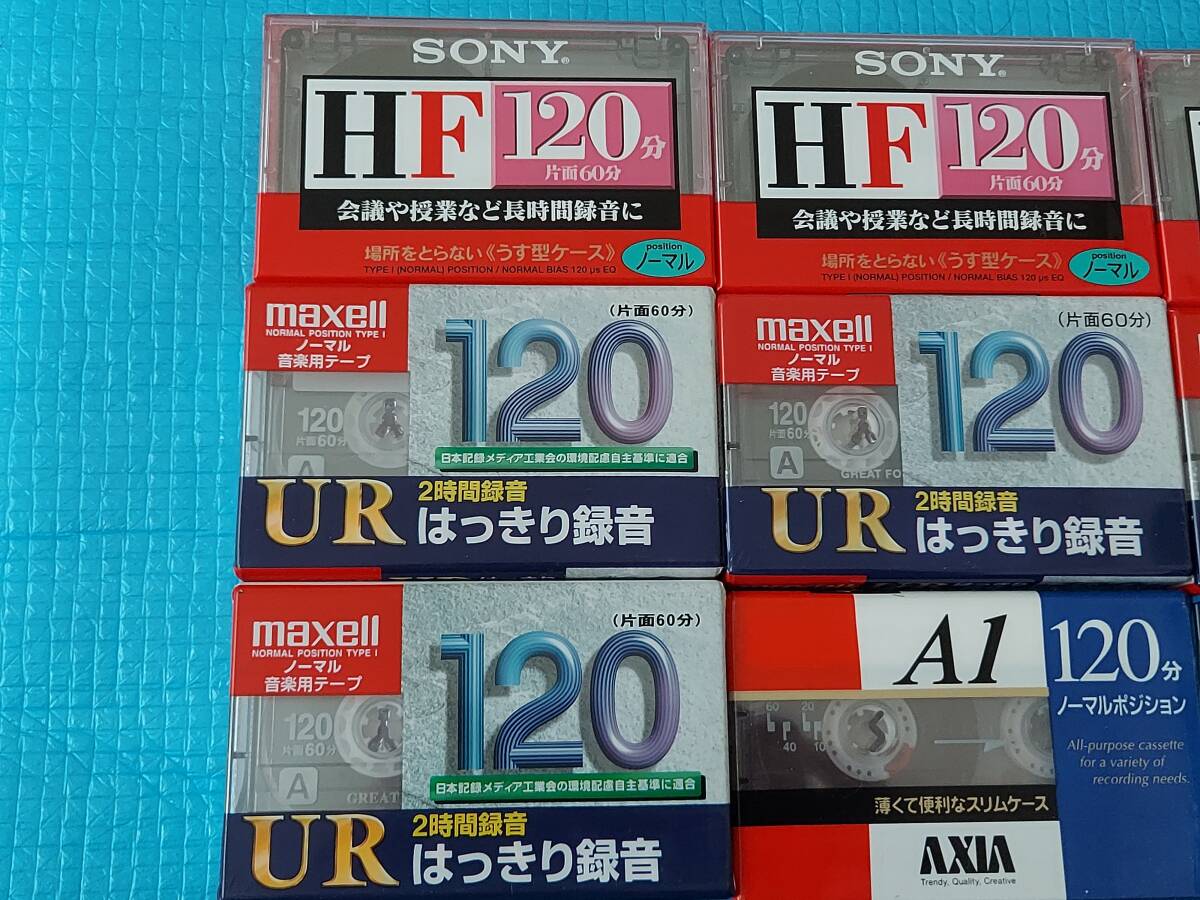 SONY
HF 120分
片面60分
会議や授業など長時間録音に
場所をとらない《うす型ケース》
position
ノーマル
TYPE I (NORMAL) POSITION / NORMAL BIAS 120 µs EQ
SONY
HF 120分
片面60分
会議や授業など長時間録音に
場所をとらない《うす型ケース》
position
ノーマル
TYPE I (NORMAL) POSITION / NORMAL BIAS 120 µs EQ
maxell
NORMAL POSITION TYPE I
ノーマル
音楽用テープ
(片面60分)
120
120
片面60分
A
日本記録メディア工業会の環境配慮自主基準に適合
UR
2時間録音
はっきり録音
maxell
NORMAL POSITION TYPE I
ノーマル
音楽用テープ
(片面60分)
120
120
片面60分
A
GREAT FO
UR
2時間録音
はっきり録音
maxell
NORMAL POSITION TYPE I
ノーマル
音楽用テープ
(片面60分)
120
120
片面60分
A
GREAT
日本記録メディア工業会の環境配慮自主基準に適合
UR
2時間録音
はっきり録音
A1
120分
ノーマルポジション
60 20
40 10
All-purpose cassette
for a variety of
recording needs.
薄くて便利なスリムケース
AXIA
Trendy, Quality, Creative